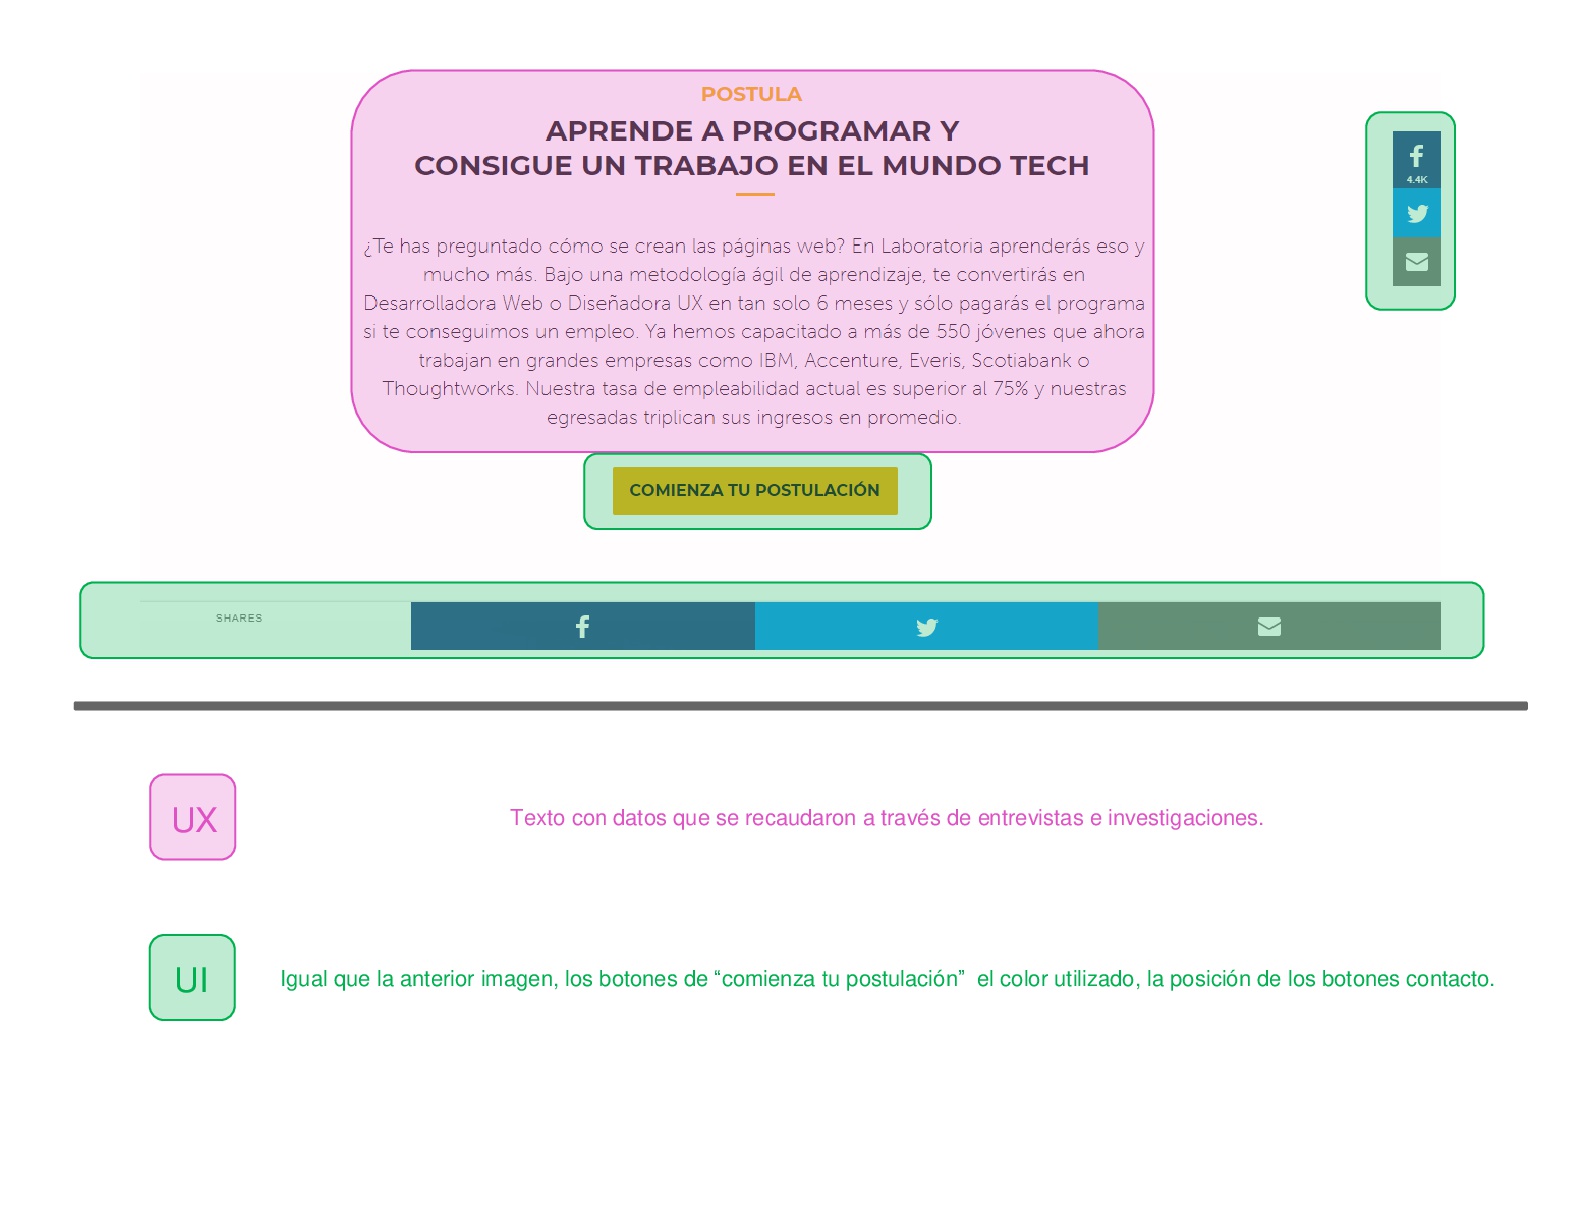 POSTULA
APRENDE A PROGRAMAR Y
CONSIGUE UN TRABAJO EN EL MUNDO TECH
¿Te has preguntado cómo se crean las páginas web? En Laboratoria aprenderás eso y
mucho más. Bajo una metodología ágil de aprendizaje, te convertirás en
Desarrolladora Web o Diseñadora UX en tan solo 6 meses y sólo pagarás el programa
si te conseguimos un empleo. Ya hemos capacitado a más de 550 jóvenes que ahora
trabajan en grandes empresas como IBM, Accenture, Everis, Scotiabank o
Thoughtworks. Nuestra tasa de empleabilidad actual es superior al 75% y nuestras
egresadas triplican sus ingresos en promedio.
4.4K
COMIENZA TU POSTULACIÓN
SHARES
UX
Texto con datos que se recaudaron a través de entrevistas e investigaciones.
UI
Igual que la anterior imagen, los botones de “comienza tu postulación”  el color utilizado, la posición de los botones contacto.